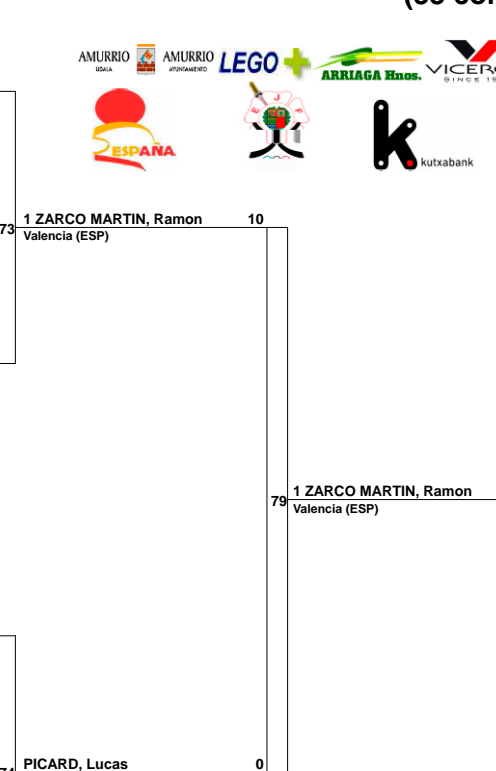 AMURRIO AMURRIO LEGO
UDALA AYUNTAMIENTO
ARRIAGA Hnos.
E J F
ESPAÑA
kutxabank
73 1 ZARCO MARTIN, Ramon 10
Valencia (ESP)
79 1 ZARCO MARTIN, Ramon
Valencia (ESP)
PICARD, Lucas 0